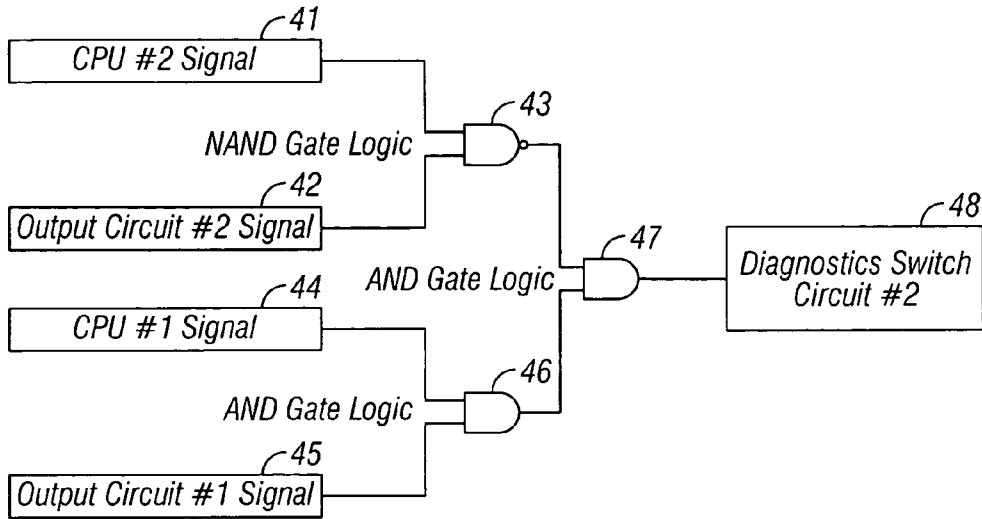 41
CPU #2 Signal
43
NAND Gate Logic
42
Output Circuit #2 Signal
48
47
Diagnostics Switch
Circuit #2
AND Gate Logic
44
CPU #1 Signal
46
AND Gate Logic
45
Output Circuit #1 Signal